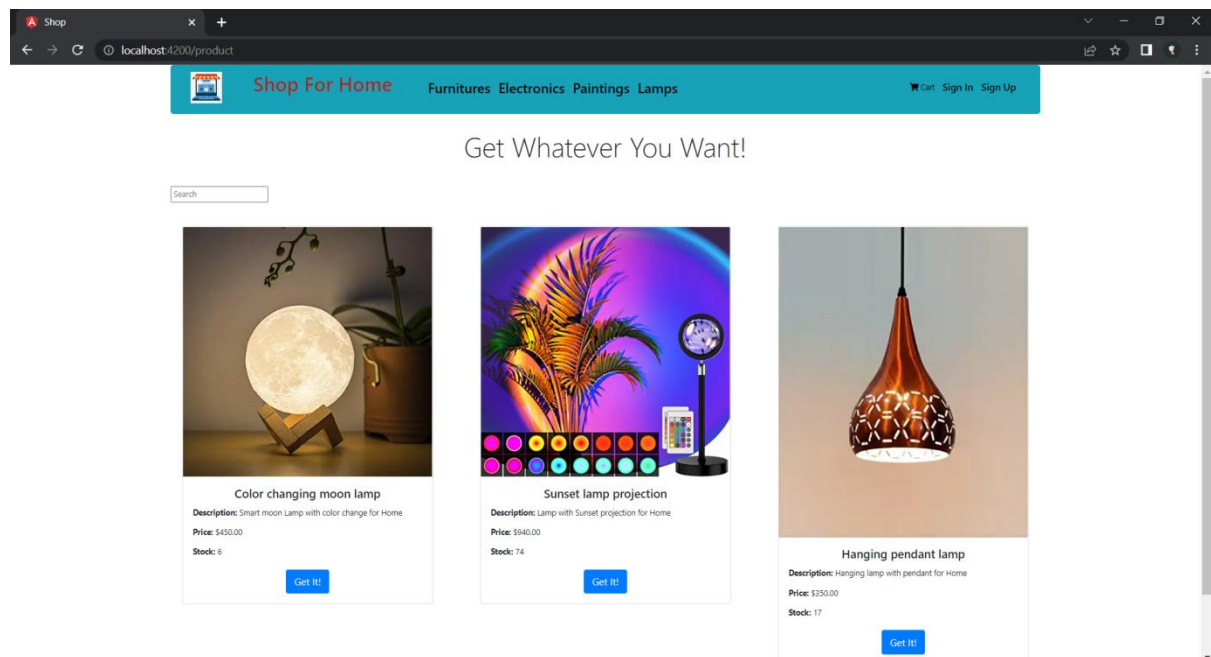 Shop
localhost:4200/product
Shop For Home
Furnitures Electronics Paintings Lamps
Cart Sign In Sign Up
Get Whatever You Want!
Search
Color changing moon lamp
Description: Smart moon Lamp with color change for Home
Price: $450.00
Stock: 6
Get It!
Sunset lamp projection
Description: Lamp with Sunset projection for Home
Price: $940.00
Stock: 74
Get It!
Hanging pendant lamp
Description: Hanging lamp with pendant for Home
Price: $350.00
Stock: 17
Get It!